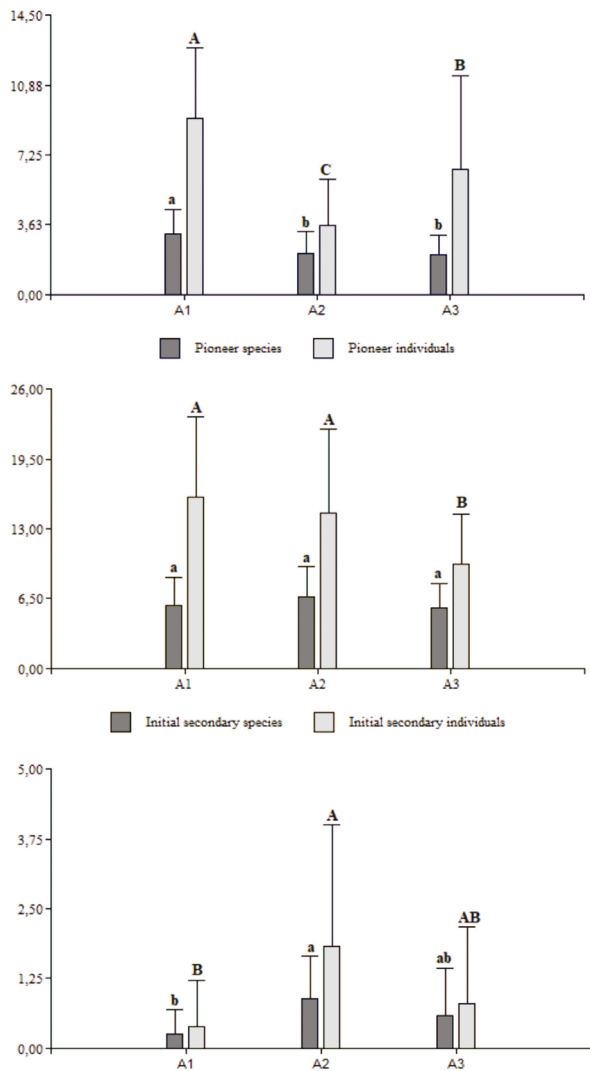 14,50
A
B
10,88
7,25
a
C
3,63
b
b
0,00
A1
A2
A3
Pioneer species
Pioneer individuals
26,00
A
A
19,50
B
13,00
a
a
a
6,50
0,00
A1
A2
A3
Initial secondary species
Initial secondary individuals
5,00
A
3,75
2,50
AB
a
ab
B
1,25
b
0,00
A1
A2
A3